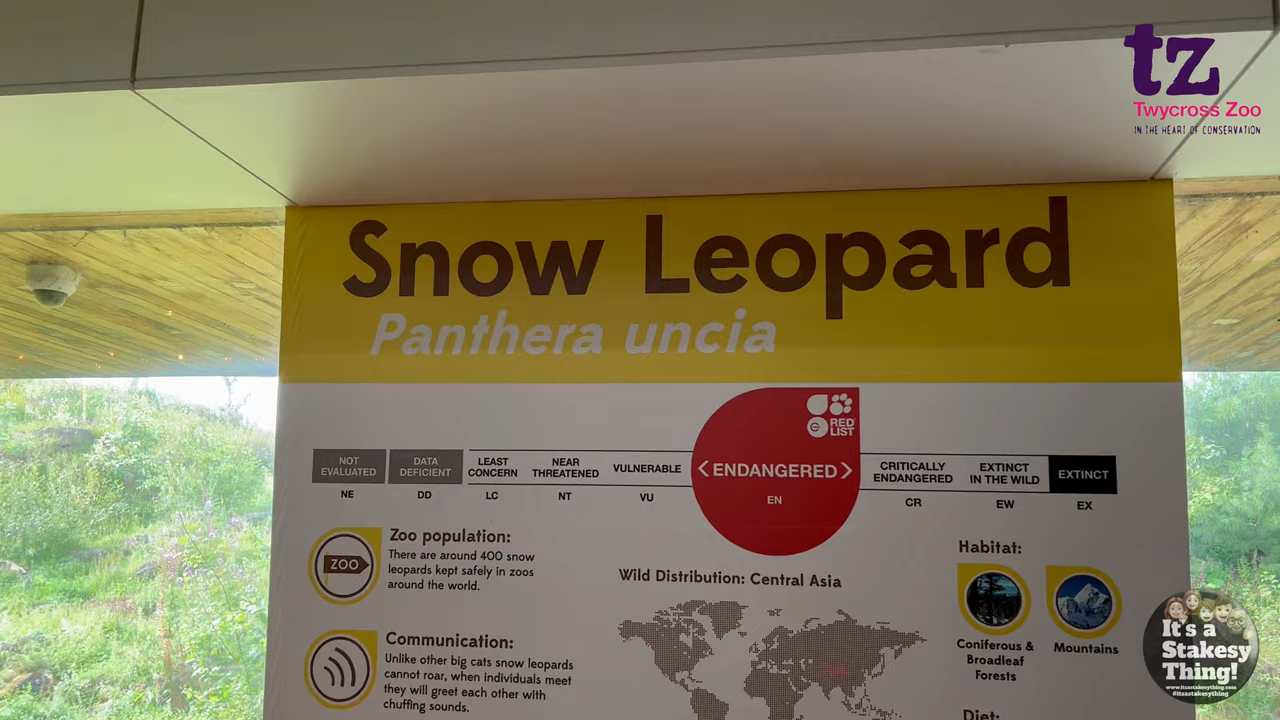 tz
Twycross Zoo
IN THE HEART OF CONSERVATION
Snow Leopard
Panthera uncia
RED
LIST
NOT
EVALUATED
NE
DATA
DEFICIENT
DD
LEAST
CONCERN
LC
NEAR
THREATENED
NT
VULNERABLE
VU
<ENDANGERED>
EN
CRITICALLY
ENDANGERED
CR
EXTINCT
IN THE WILD
EW
EXTINCT
EX
ZOO
Zoo population:
There are around 400 snow
leopards kept safely in zoos
around the world.
Communication:
Unlike other big cats snow leopards
cannot roar, when individuals meet
they will greet each other with
chuffing sounds.
Wild Distribution: Central Asia
Habitat:
Coniferous &
Broadleaf
Forests
Mountains
Diet:
It's a
Stakesy
Thing!
www.itsastakesything.com
#itsastakesything